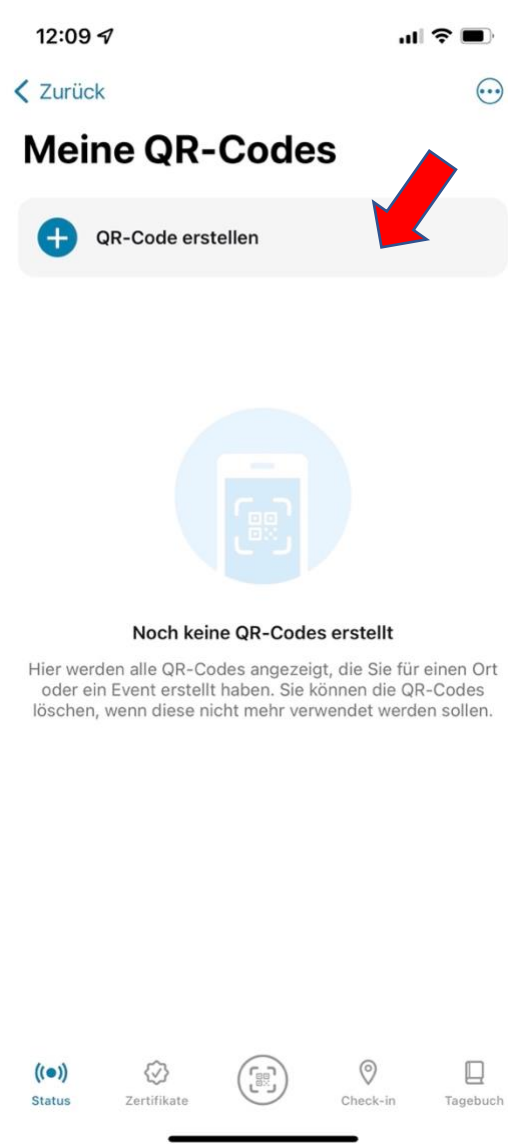 12:09
Zurück
Meine QR-Codes
QR-Code erstellen
Noch keine QR-Codes erstellt
Hier werden alle QR-Codes angezeigt, die Sie für einen Ort
oder ein Event erstellt haben. Sie können die QR-Codes
löschen, wenn diese nicht mehr verwendet werden sollen.
Status Zertifikate Check-in Tagebuch